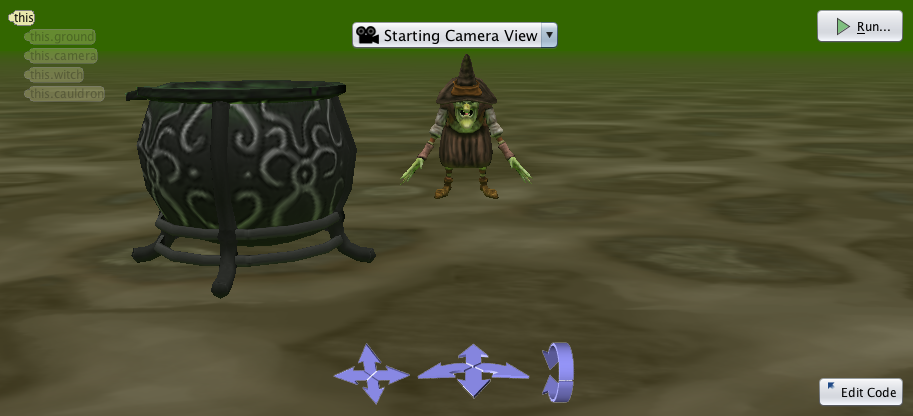 this
this.ground
this.camera
this.witch
this.cauldron
Starting Camera View
Run...
Edit Code